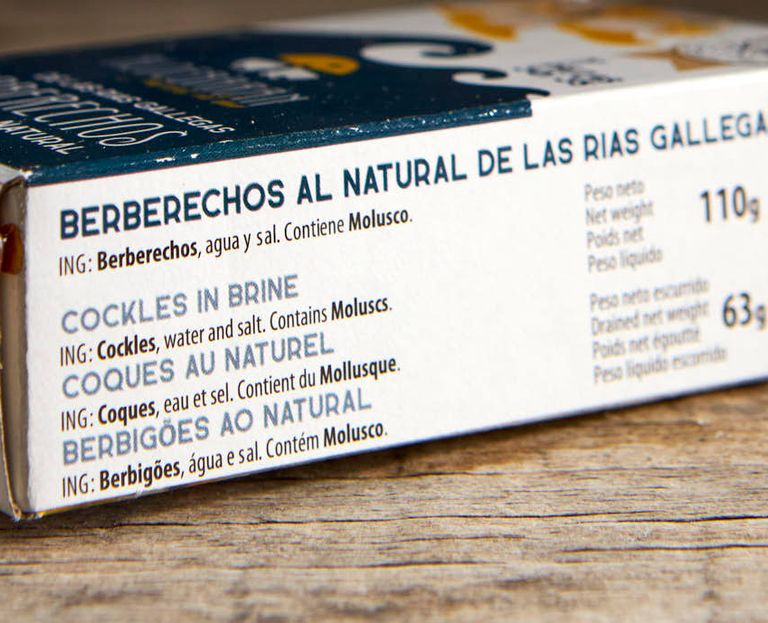 GALLEGAS
NATURAL
BERBERECHOS AL NATURAL DE LAS RIAS GALLEGA
ING: Berberechos, agua y sal. Contiene Molusco.
COCKLES IN BRINE
ING: Cockles, water and salt. Contains Moluscs.
COQUES AU NATUREL
ING: Coques, eau et sel. Contient du Mollusque.
BERBIGÕES AO NATURAL
ING: Berbigões, água e sal. Contém Molusco.
Peso neto
Net weight
Poids net
Peso líquido
110g
Peso neto escurrido
Drained net weight
Poids net égoutté
Peso líquido escorrido
63g